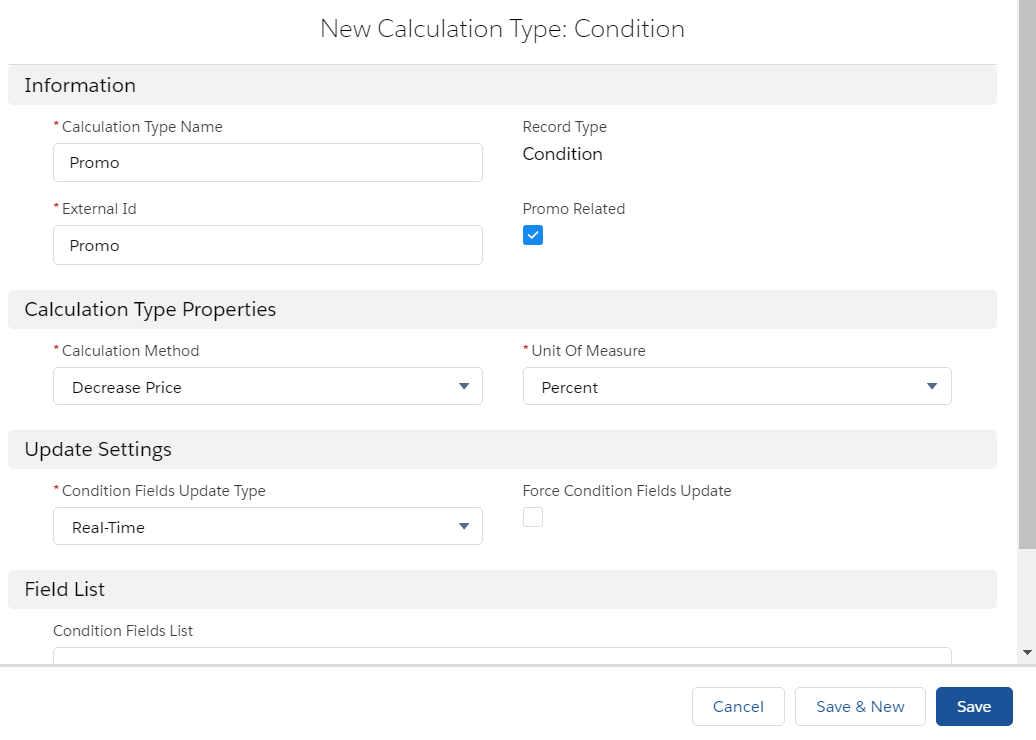 New Calculation Type: Condition
Information
* Calculation Type Name
Record Type
Promo
Condition
* External Id
Promo Related
Promo
Calculation Type Properties
* Calculation Method
* Unit Of Measure
Decrease Price
Percent
Update Settings
* Condition Fields Update Type
Force Condition Fields Update
Real-Time
Field List
Condition Fields List
Cancel
Save & New
Save